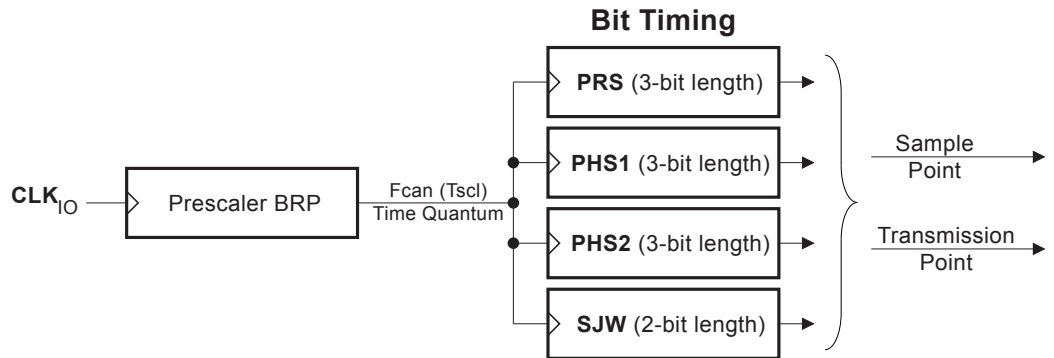 Bit Timing
PRS (3-bit length)
PHS1 (3-bit length)
Sample
Point
CLKIO
Prescaler BRP
Fcan (Tscl)
Time Quantum
PHS2 (3-bit length)
Transmission
Point
SJW (2-bit length)